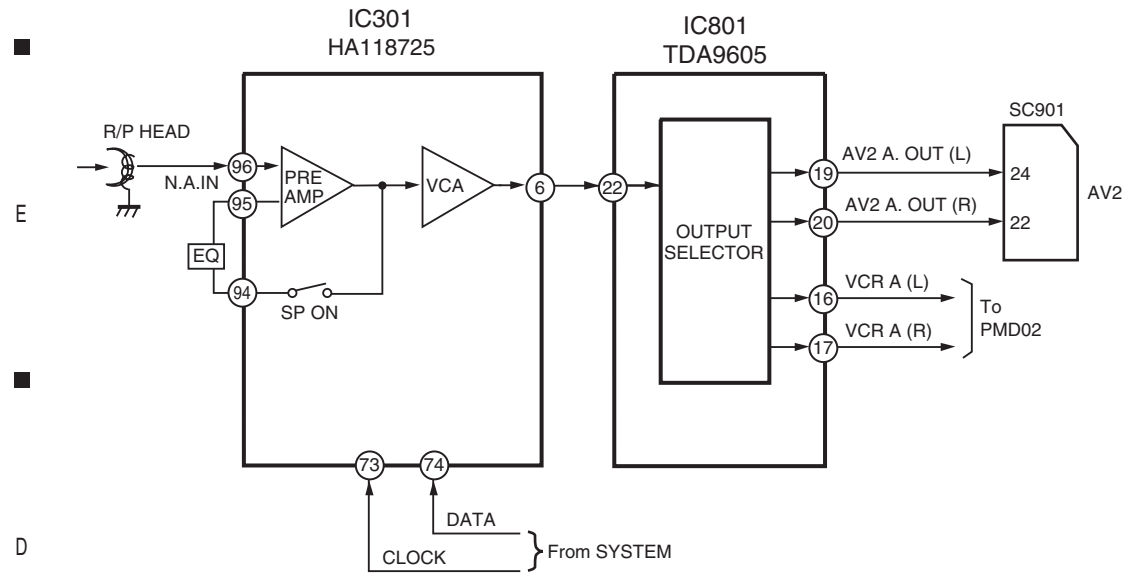 IC301
HA118725
IC801
TDA9605
SC901
R/P HEAD
N.A.IN
96
95
94
EQ
PRE
AMP
VCA
SP ON
6
22
OUTPUT
SELECTOR
19
AV2 A. OUT (L)
24
20
AV2 A. OUT (R)
22
AV2
16
VCR A (L)
17
VCR A (R)
To
PMD02
E
73
74
DATA
CLOCK
From SYSTEM
D